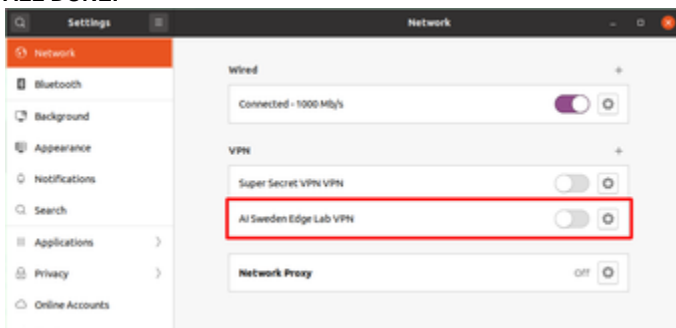 Settings
Network
Network
Bluetooth
Background
Appearance
Notifications
Search
Applications
Privacy
Online Accounts
Wired
Connected - 1000 Mb/s
VPN
Super Secret VPN VPN
AI Sweden Edge Lab VPN
Network Proxy
Off